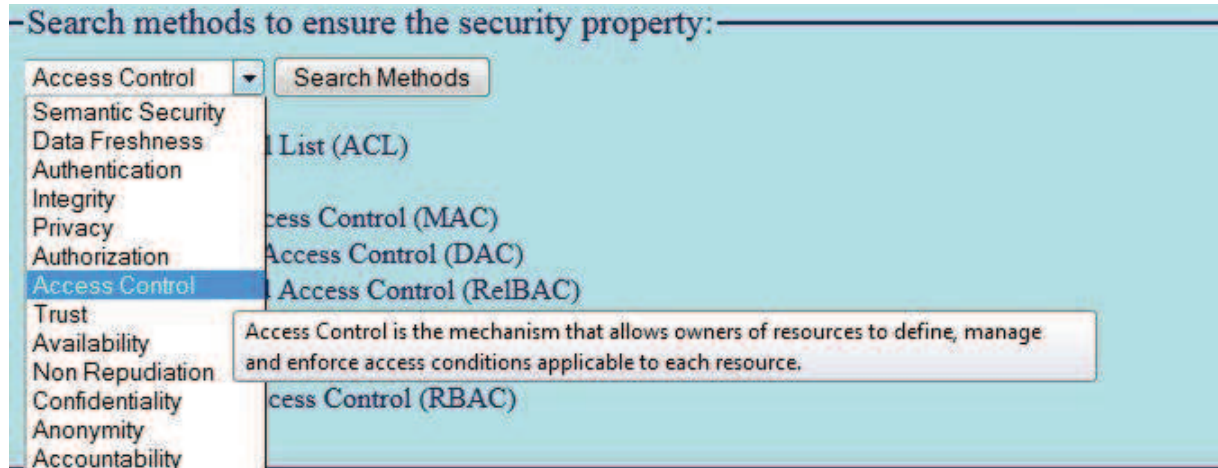 Search methods to ensure the security property:
Access Control Search Methods
Semantic Security
Data Freshness
List (ACL)
Authentication
Integrity
Privacy
Access Control (MAC)
Authorization
Access Control (DAC)
Access Control
Access Control (RelBAC)
Trust
Access Control is the mechanism that allows owners of resources to define, manage
and enforce access conditions applicable to each resource.
Availability
Non Repudiation
Confidentiality
Access Control (RBAC)
Anonymity
Accountability